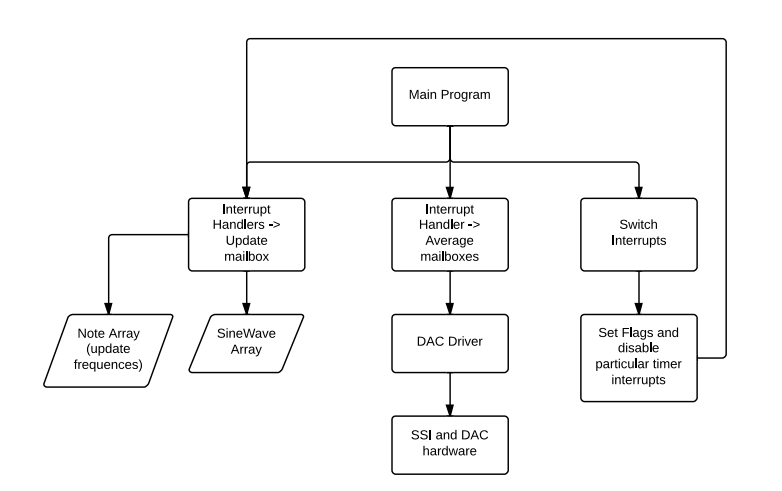 Main Program
Interrupt
Handlers ->
Update
mailbox
Interrupt
Handler ->
Average
mailboxes
Switch
Interrupts
Note Array
(update
frequences)
SineWave
Array
DAC Driver
Set Flags and
disable
particular timer
interrupts
SSI and DAC
hardware